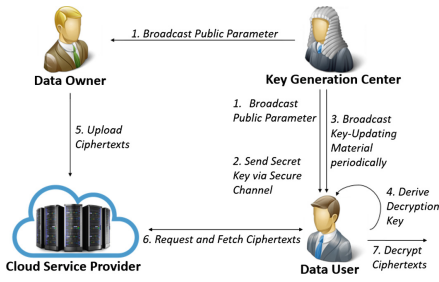 1. Broadcast Public Parameter
Data Owner
Key Generation Center
1. Broadcast
Public Parameter
3. Broadcast
Key-Updating
Material
periodically
5. Upload
Ciphertexts
2. Send Secret
Key via Secure
Channel
4. Derive
Decryption
Key
6. Request and Fetch Ciphertexts
7. Decrypt
Ciphertexts
Cloud Service Provider
Data User